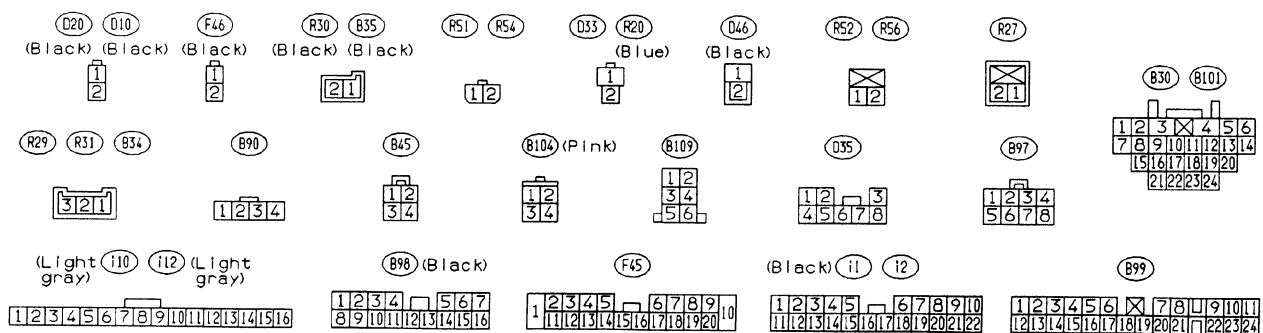 D20 D10 F46 R30 B35 R51 R54 D33 R20 D46 R52 R56 R27
(Black) (Black) (Black) (Black) (Black) (Blue) (Black)
B30 B101
1 1 2 1 1 2 1 1 1 2 2 1
2 2 2 2
1 2 3 4 5 6
7 8 9 10 11 12 13 14
15 16 17 18 19 20
21 22 23 24
R29 R31 B34 B90 B45 B104 (Pink) B109 D35 B97
3 2 1 1 2 3 4
1 2
3 4
1 2
3 4
1 2
3 4
5 6
1 2 3
4 5 6 7 8
1 2 3 4
5 6 7 8
(Light gray) i10 i12 (Light gray) B98 (Black) F45 (Black) i1 i2 B99
1 2 3 4 5 6 7 8 9 10 11 12 13 14 15 16
1 2 3 4 5 6 7
8 9 10 11 12 13 14 15 16
1 2 3 4 5 6 7 8 9 10
11 12 13 14 15 16 17 18 19 20
1 2 3 4 5 6 7 8 9 10
11 12 13 14 15 16 17 18 19 20 21 22
1 2 3 4 5 6 7 8 9 10 11
12 13 14 15 16 17 18 19 20 21 22 23 24